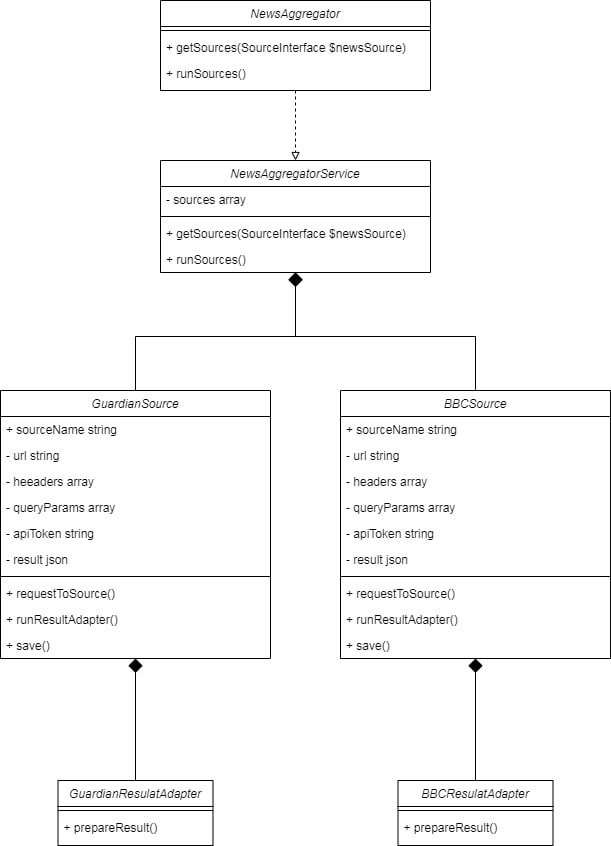 NewsAggregator
+ getSources(SourceInterface $newSource)
+ runSources()
NewsAggregatorService
- sources array
+ getSources(SourceInterface $newSource)
+ runSources()
GuardianSource
+ sourceName string
- url string
- heeaders array
- queryParams array
- apiToken string
- result json
+ requestToSource()
+ runResultAdapter()
+ save()
BBCSource
+ sourceName string
- url string
- headers array
- queryParams array
- apiToken string
- result json
+ requestToSource()
+ runResultAdapter()
+ save()
GuardianResulatAdapter
+ prepareResult()
BBCResulatAdapter
+ prepareResult()